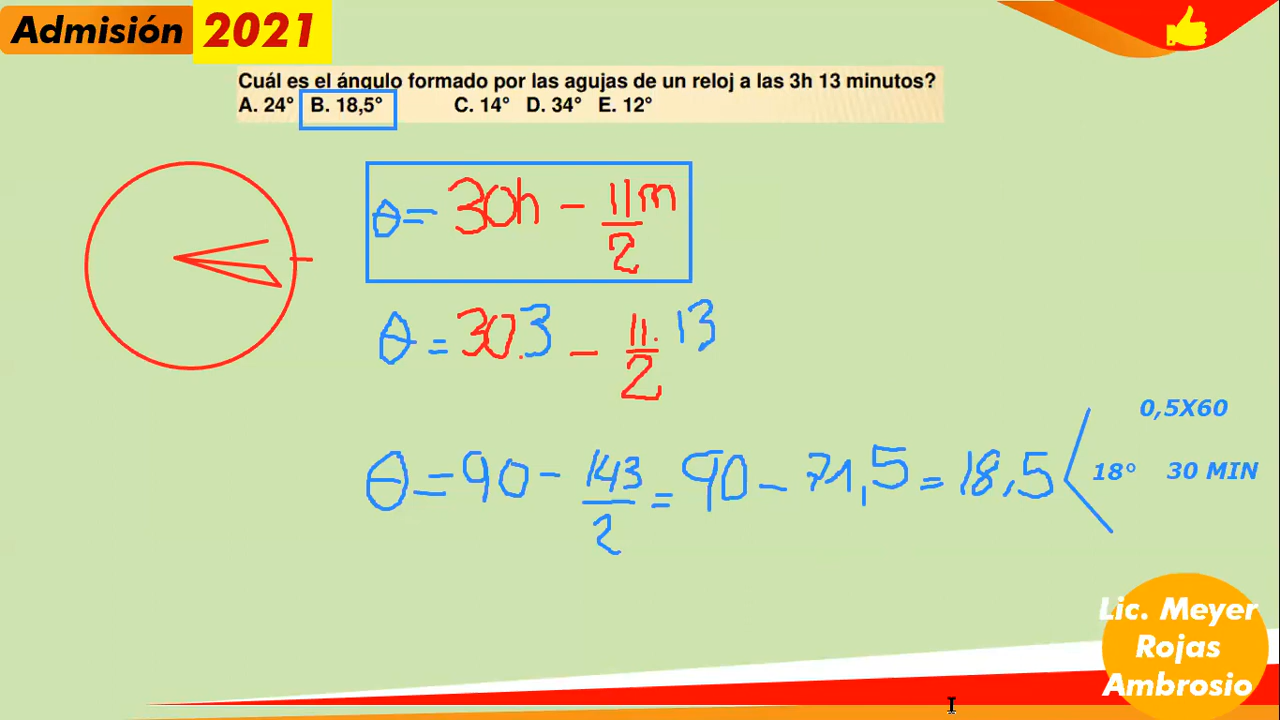 Admisión 2021
Cuál es el ángulo formado por las agujas de un reloj a las 3h 13 minutos?
A. 24° B. 18,5° C. 14° D. 34° E. 12°
θ= 30h - 11m/2
θ = 30.3 - 11.13/2
θ = 90 - 143/2 = 90 - 71,5 = 18,5
0,5X60
18° 30 MIN
Lic. Meyer
Rojas
Ambrosio